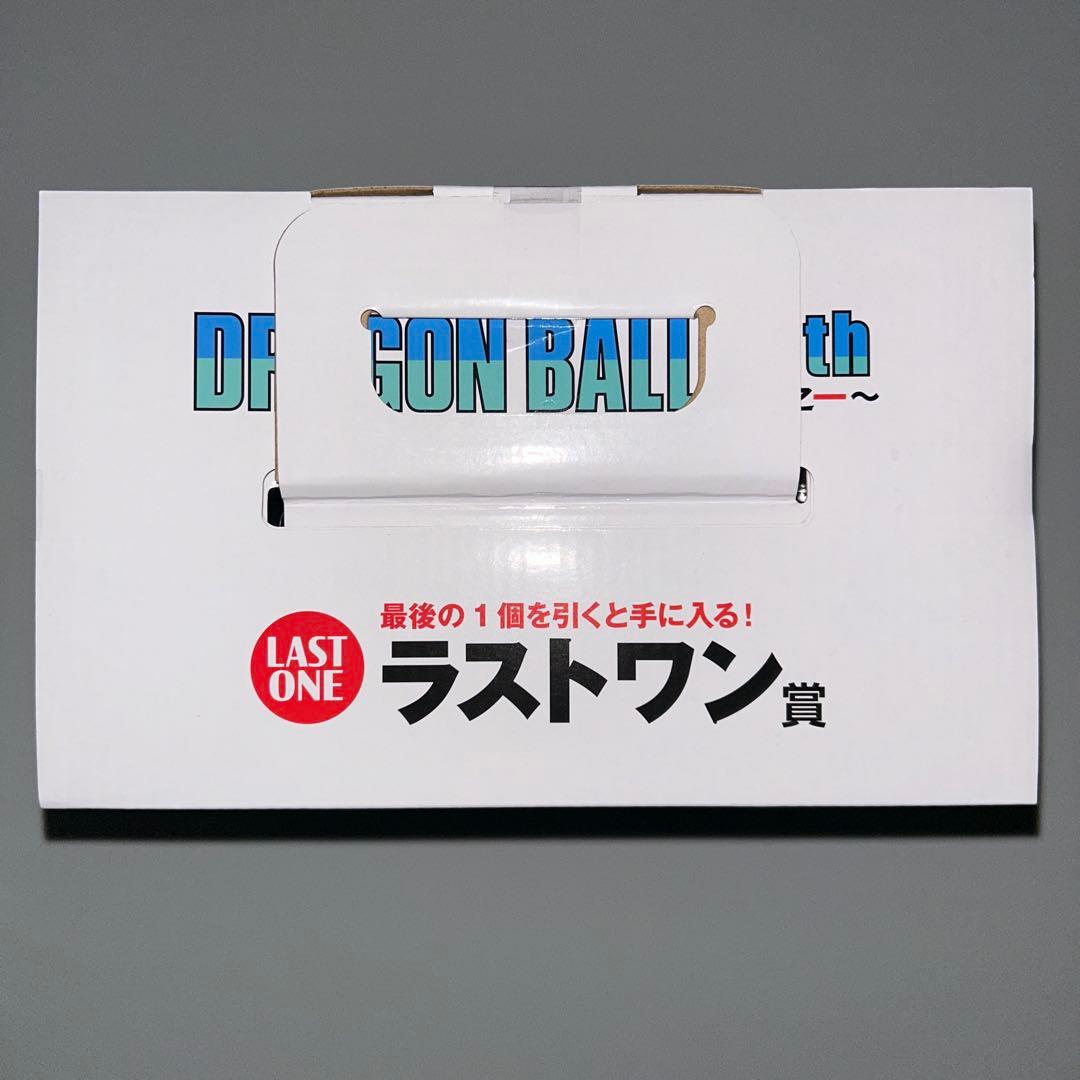 DR GON BALL th
一～
最後の1個を引くと手に入る!
LAST
ONE
ラストワン賞